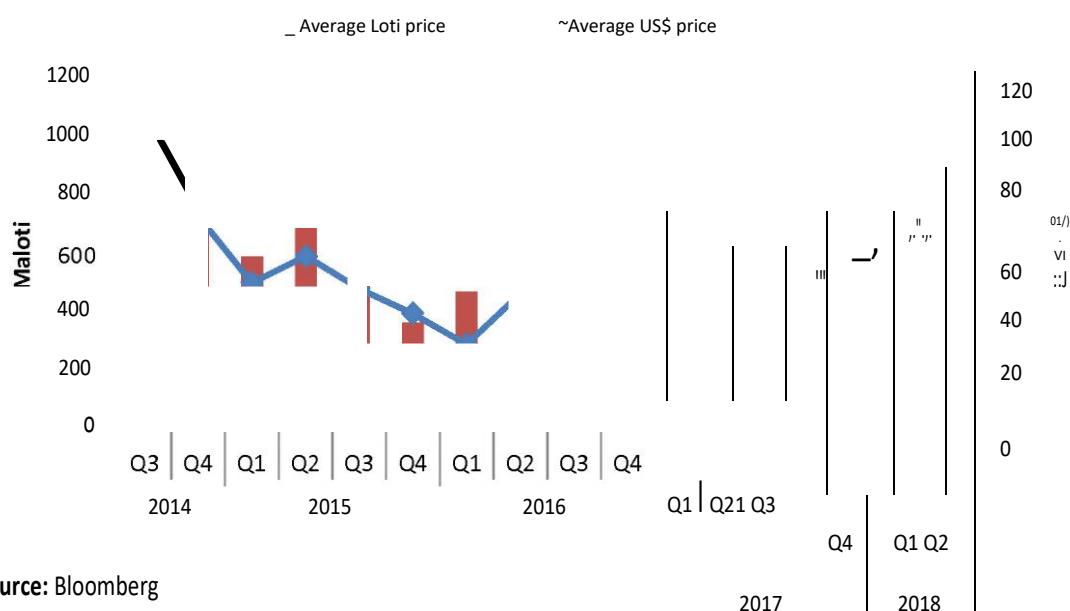 _ Average Loti price ~Average US$ price
1200
1000
800
600
400
200
0
Maloti
120
100
80
60
40
20
0
01/)
.
VI
::J
Q3 Q4 Q1 Q2 Q3 Q4 Q1 Q2 Q3 Q4
2014 2015 2016
Q1 Q21 Q3
Q4 Q1 Q2
2017 2018
urce: Bloomberg